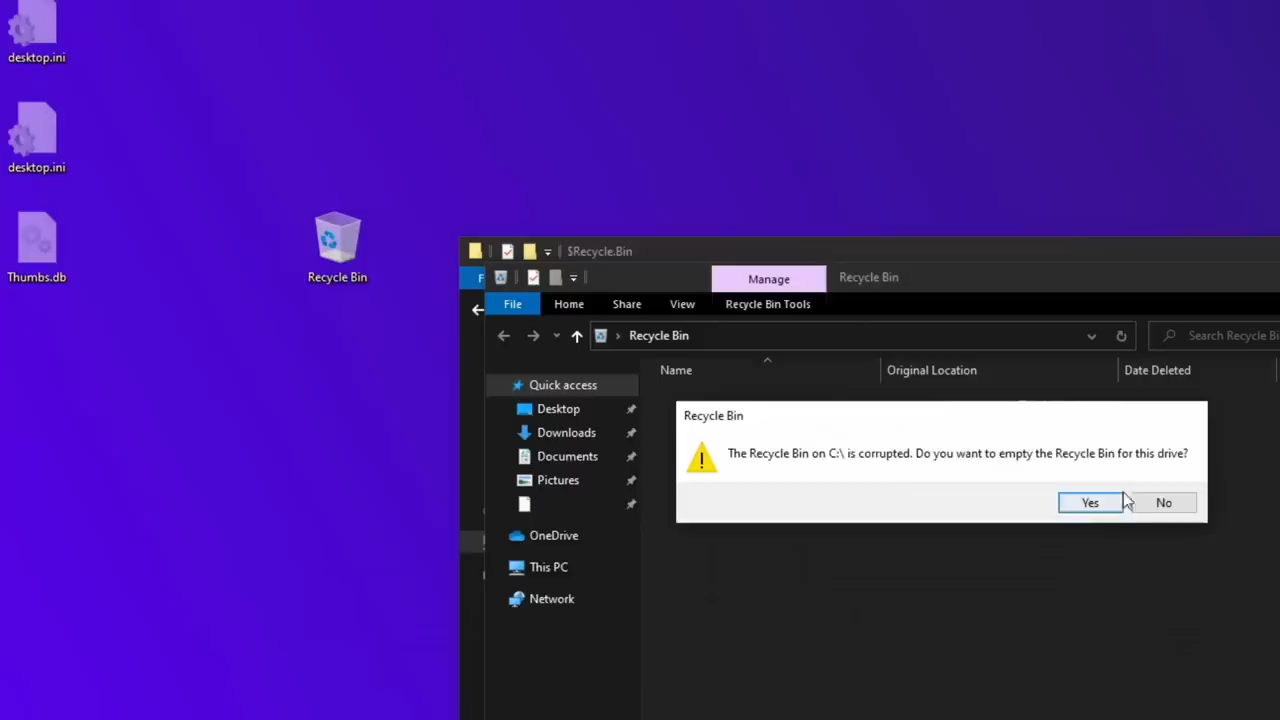 desktop.ini
desktop.ini
Thumbs.db
Recycle Bin
$Recycle.Bin
F
Manage
Recycle Bin
File
Home
Share
View
Recycle Bin Tools
Recycle Bin
Search Recycle Bi
Name
Original Location
Date Deleted
Quick access
Desktop
Downloads
Documents
Pictures
OneDrive
This PC
Network
Recycle Bin
The Recycle Bin on C:\ is corrupted. Do you want to empty the Recycle Bin for this drive?
Yes
No